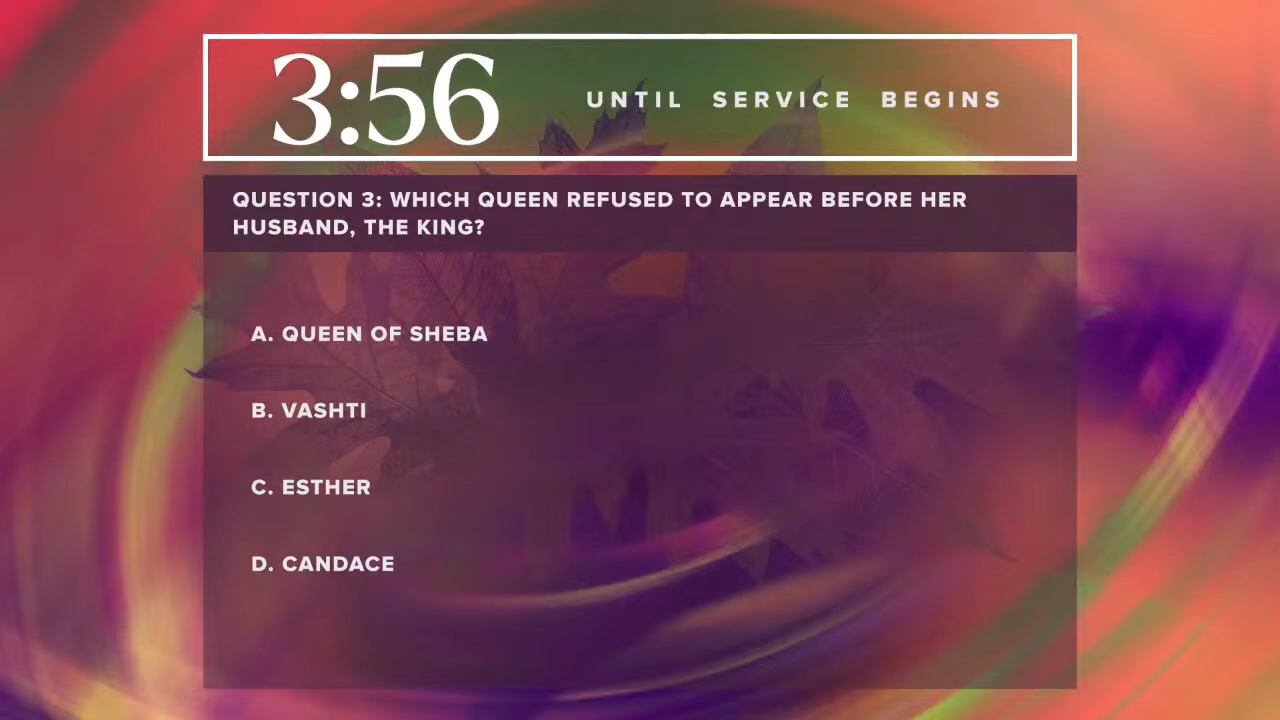 3:56 UNTIL SERVICE BEGINS
QUESTION 3: WHICH QUEEN REFUSED TO APPEAR BEFORE HER
HUSBAND, THE KING?
A. QUEEN OF SHEBA
B. VASHTI
C. ESTHER
D. CANDACE